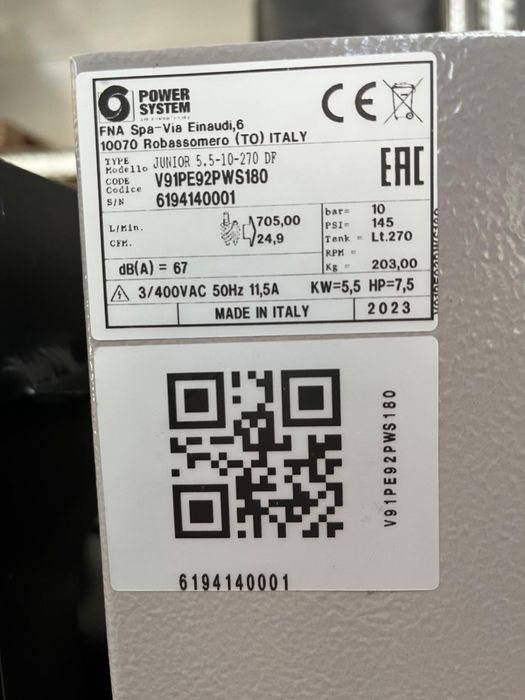 POWER
SYSTEM
FNA Spa-Via Einaudi,6
10070 Robassomero (TO) ITALY
CE
EAC
TYPE
Modello
JUNIOR 5.5-10-270 DF
CODE
Codice
V91PE92PWS180
S/N
6194140001
L/Min.
705,00
CFM.
24,9
bar= 10
PSI= 145
Tank = Lt.270
RPM =
Kg = 203,00
dB(A) = 67
3/400VAC 50Hz 11,5A KW=5,5 HP=7,5
MADE IN ITALY
2023
V91PE92PWS180
V91PE92PWS180
6194140001